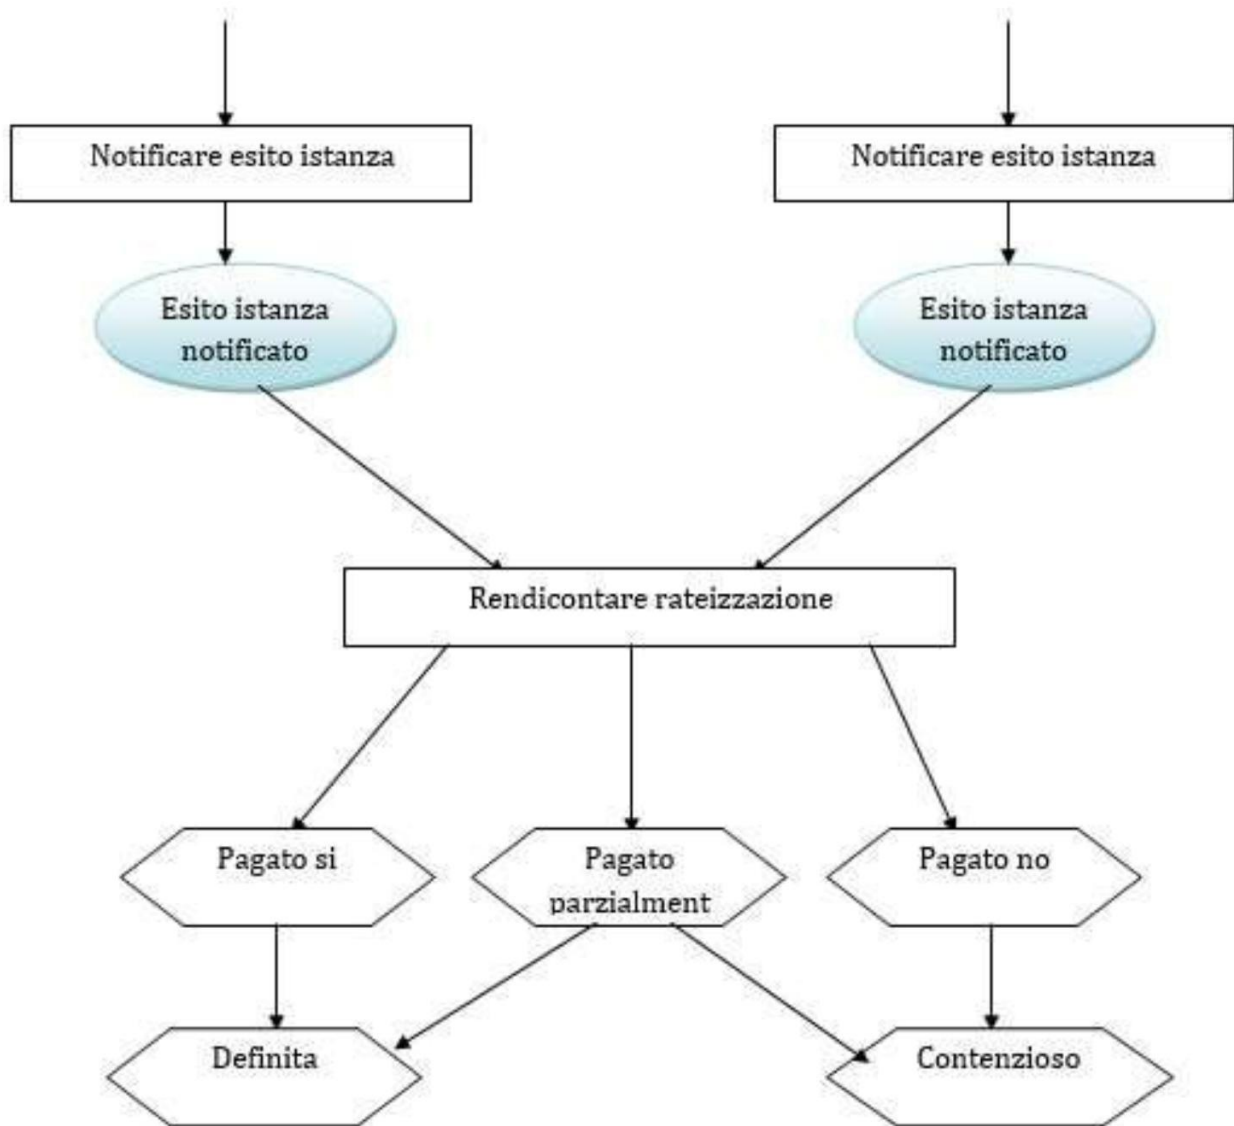 Notificare esito istanza
Notificare esito istanza
Esito istanza
notificato
Esito istanza
notificato
Rendicontare rateizzazione
Pagato si
Pagato
parzialment
Pagato no
Definita
Contenzioso